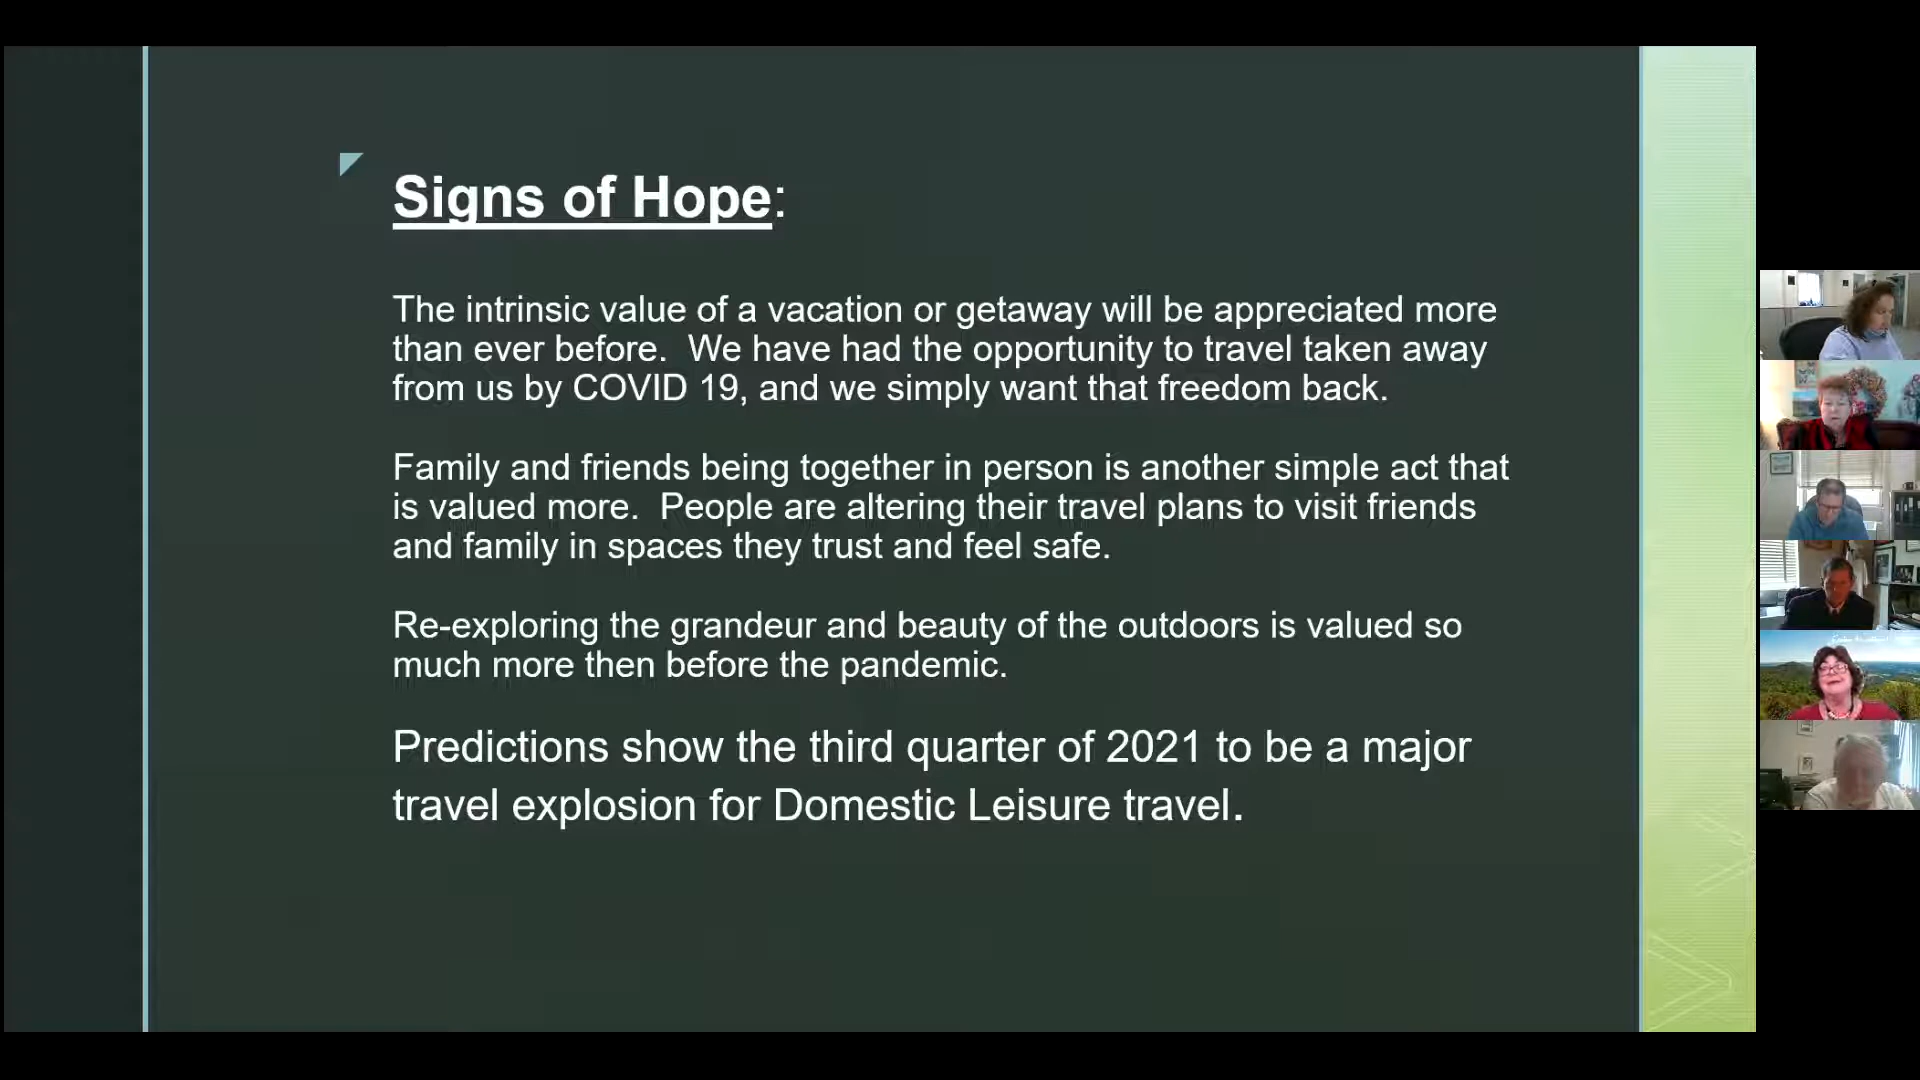 Signs of Hope:
The intrinsic value of a vacation or getaway will be appreciated more
than ever before.  We have had the opportunity to travel taken away
from us by COVID 19, and we simply want that freedom back.
Family and friends being together in person is another simple act that
is valued more.  People are altering their travel plans to visit friends
and family in spaces they trust and feel safe.
Re-exploring the grandeur and beauty of the outdoors is valued so
much more then before the pandemic.
Predictions show the third quarter of 2021 to be a major
travel explosion for Domestic Leisure travel.